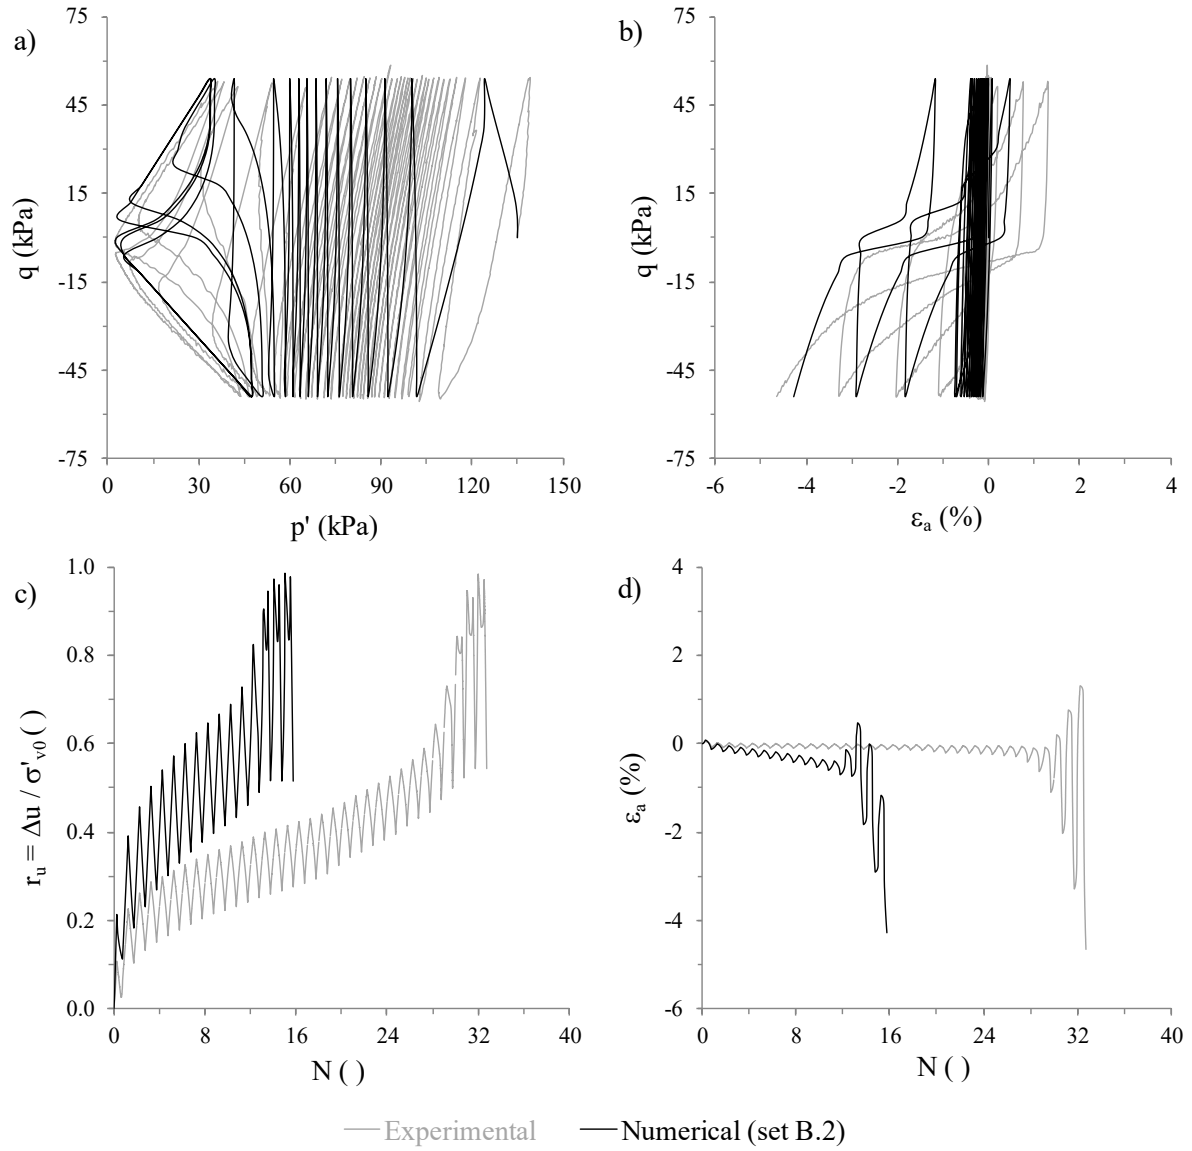 a)
75
45
15
-15
-45
-75
q (kPa)
0 30 60 90 120 150
p' (kPa)
b)
75
45
15
-15
-45
-75
q (kPa)
-6 -4 -2 0 2 4
εa (%)
c)
1.0
0.8
0.6
0.4
0.2
0.0
ru = Δu / σ'v0 ( )
0 8 16 24 32 40
N ( )
d)
4
2
0
-2
-4
-6
εa (%)
0 8 16 24 32 40
N ( )
Experimental Numerical (set B.2)